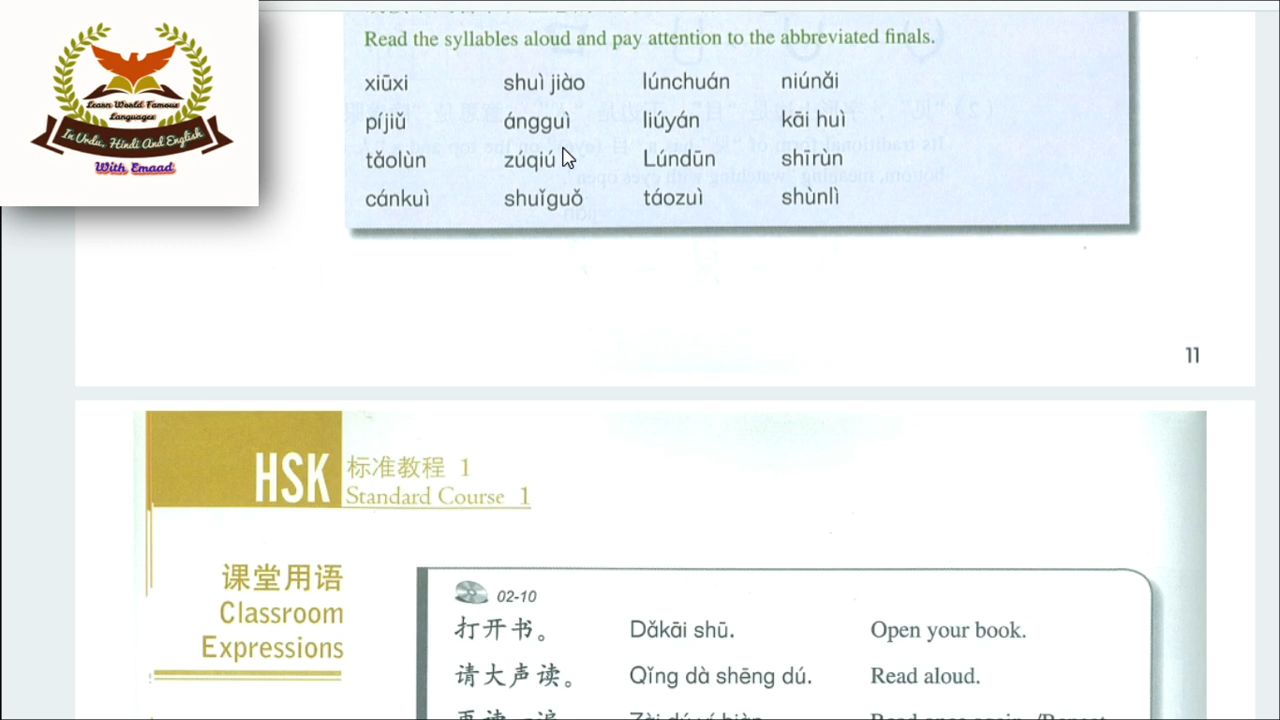 Learn World Famous
Languages
In Urdu, Hindi And English
With Emaad
Read the syllables aloud and pay attention to the abbreviated finals.
xiūxi shuì jiào lúnchuán niúnǎi
píjiǔ ángguì liúyán kāi huì
tǎolùn zúqiú Lúndūn shīrùn
cánkuì shuǐguǒ táozuì shùnlì
11
HSK 标准教程 1
Standard Course 1
课堂用语
Classroom
Expressions
02-10
打开书。 Dǎkāi shū. Open your book.
请大声读。 Qǐng dà shēng dú. Read aloud.